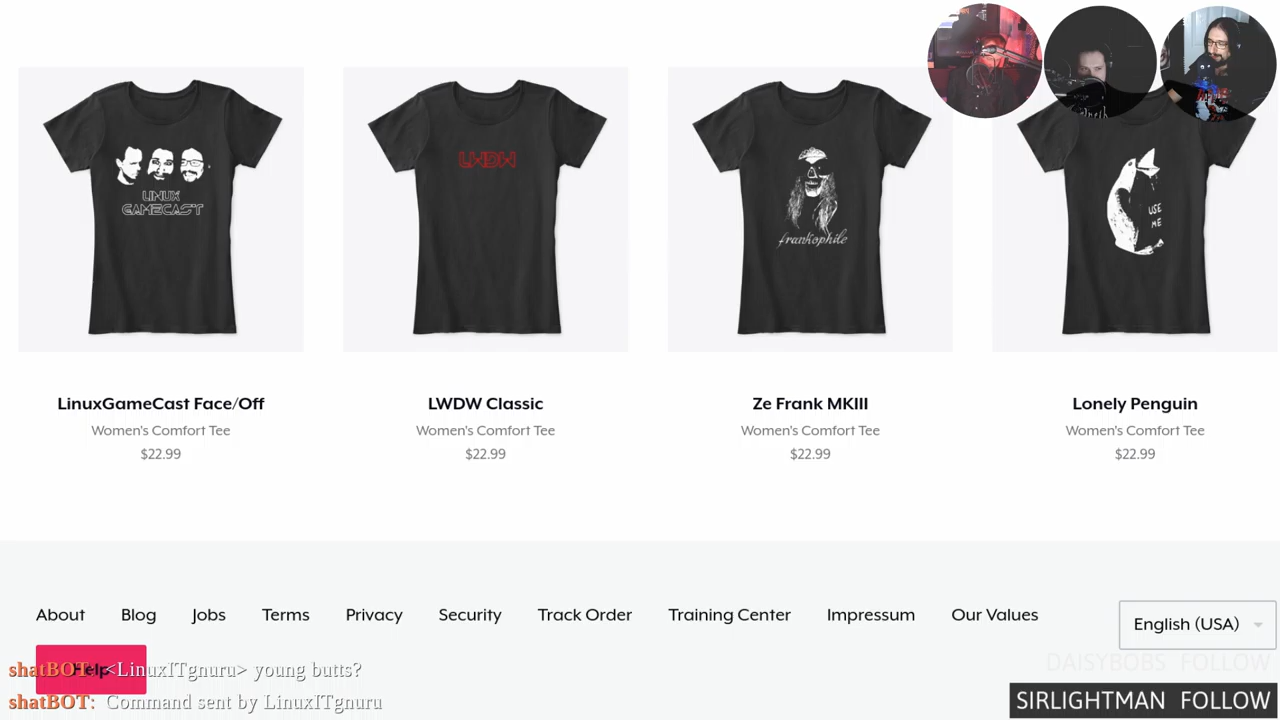 LINUX
GAMECAST
LWDW
frankophile
USE
ME
LinuxGameCast Face/Off
Women's Comfort Tee
$22.99
LWDW Classic
Women's Comfort Tee
$22.99
Ze Frank MKIII
Women's Comfort Tee
$22.99
Lonely Penguin
Women's Comfort Tee
$22.99
About Blog Jobs Terms Privacy Security Track Order Training Center Impressum Our Values
English (USA)
Help
shatBOT: <LinuxITgnuru> young butts?
shatBOT: Command sent by LinuxITgnuru
DAISYBOBS FOLLOW
SIRLIGHTMAN FOLLOW